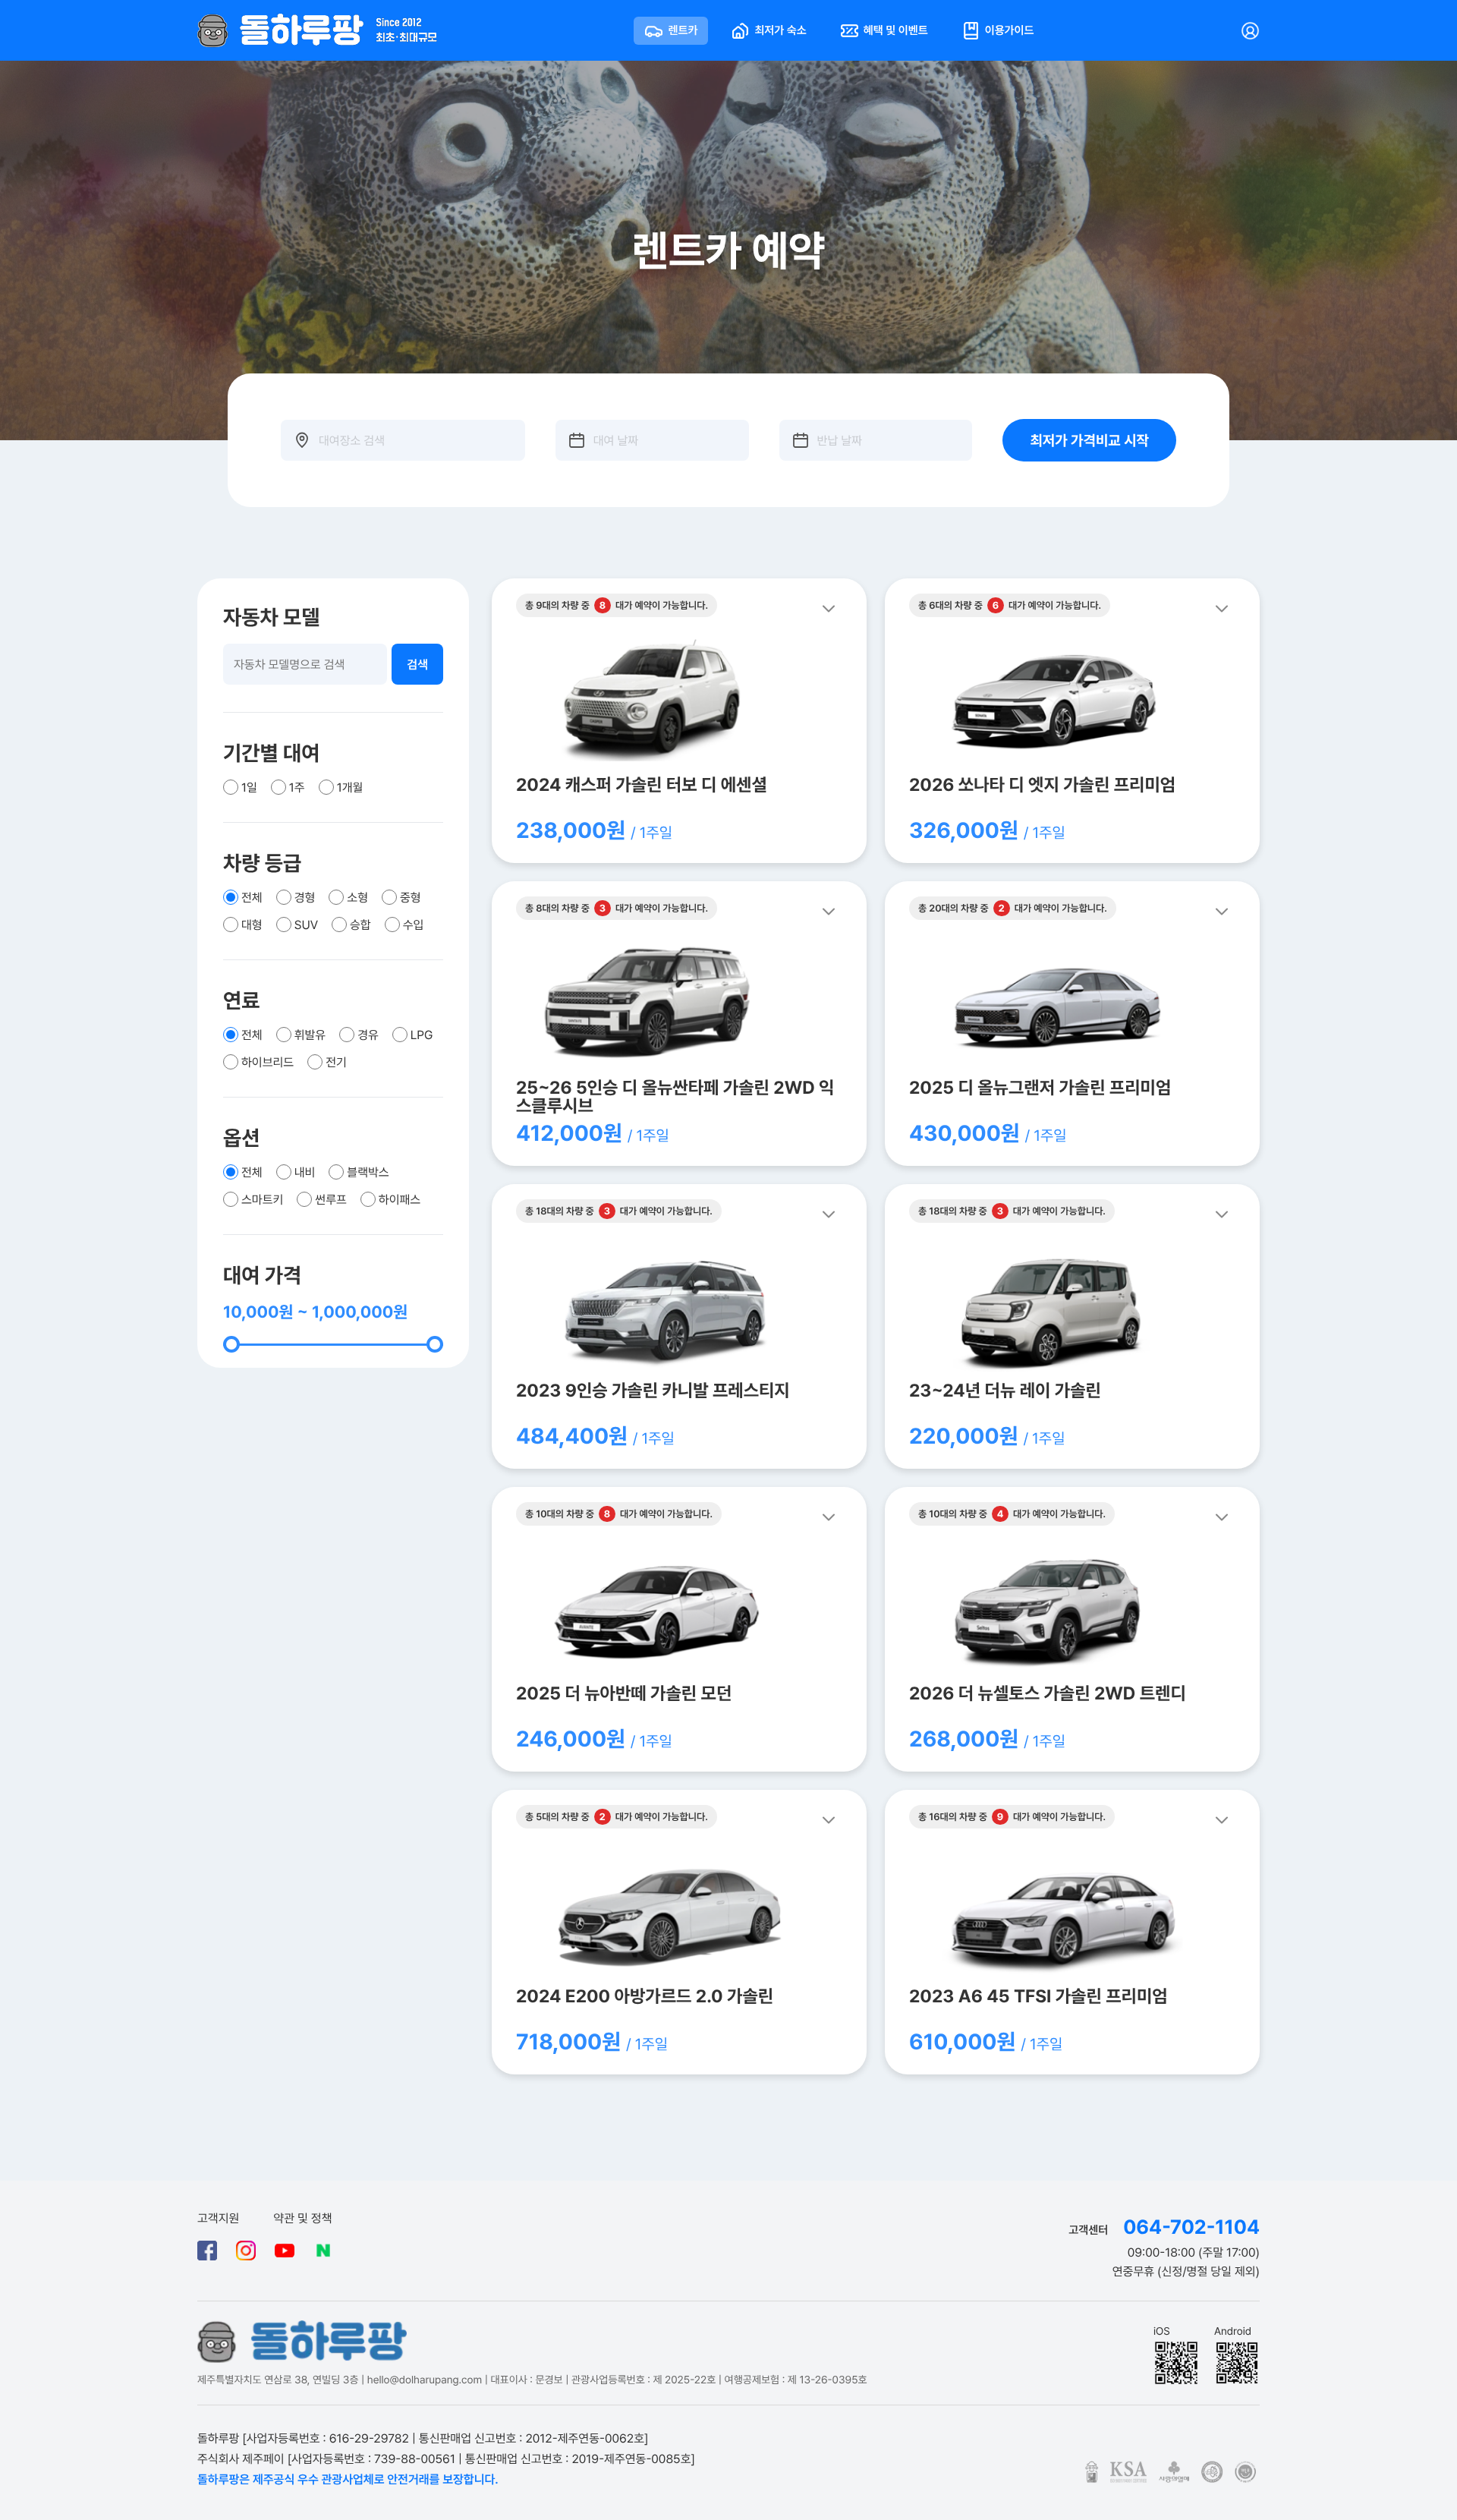 돌하루팡
Since 2012
최초·최대규모
렌트카
최저가 숙소
혜택 및 이벤트
이용가이드
렌트카 예약
대여장소 검색
대여 날짜
반납 날짜
최저가 가격비교 시작
자동차 모델
자동차 모델명으로 검색
검색
기간별 대여
1일 1주 1개월
차량 등급
전체 경형 소형 중형
대형 SUV 승합 수입
연료
전체 휘발유 경유 LPG
하이브리드 전기
옵션
전체 내비 블랙박스
스마트키 썬루프 하이패스
대여 가격
10,000원 ~ 1,000,000원
총 9대의 차량 중 8 대가 예약이 가능합니다.
2024 캐스퍼 가솔린 터보 디 에센셜
238,000원 / 1주일
총 6대의 차량 중 6 대가 예약이 가능합니다.
2026 쏘나타 디 엣지 가솔린 프리미엄
326,000원 / 1주일
총 8대의 차량 중 3 대가 예약이 가능합니다.
25~26 5인승 디 올뉴싼타페 가솔린 2WD 익
스클루시브
412,000원 / 1주일
총 20대의 차량 중 2 대가 예약이 가능합니다.
2025 디 올뉴그랜저 가솔린 프리미엄
430,000원 / 1주일
총 18대의 차량 중 3 대가 예약이 가능합니다.
2023 9인승 가솔린 카니발 프레스티지
484,400원 / 1주일
총 18대의 차량 중 3 대가 예약이 가능합니다.
23~24년 더뉴 레이 가솔린
220,000원 / 1주일
총 10대의 차량 중 8 대가 예약이 가능합니다.
2025 더 뉴아반떼 가솔린 모던
246,000원 / 1주일
총 10대의 차량 중 4 대가 예약이 가능합니다.
Seltos
2026 더 뉴셀토스 가솔린 2WD 트렌디
268,000원 / 1주일
총 5대의 차량 중 2 대가 예약이 가능합니다.
2024 E200 아방가르드 2.0 가솔린
718,000원 / 1주일
총 16대의 차량 중 9 대가 예약이 가능합니다.
2023 A6 45 TFSI 가솔린 프리미엄
610,000원 / 1주일
고객지원 약관 및 정책
고객센터 064-702-1104
09:00-18:00 (주말 17:00)
연중무휴 (신정/명절 당일 제외)
돌하루팡
iOS Android
제주특별자치도 연삼로 38, 연빌딩 3층 | hello@dolharupang.com | 대표이사 : 문경보 | 관광사업등록번호 : 제 2025-22호 | 여행공제보험 : 제 13-26-0395호
돌하루팡 [사업자등록번호 : 616-29-29782 | 통신판매업 신고번호 : 2012-제주연동-0062호]
주식회사 제주페이 [사업자등록번호 : 739-88-00561 | 통신판매업 신고번호 : 2019-제주연동-0085호]
돌하루팡은 제주공식 우수 관광사업체로 안전거래를 보장합니다.
KSA
사랑의열매